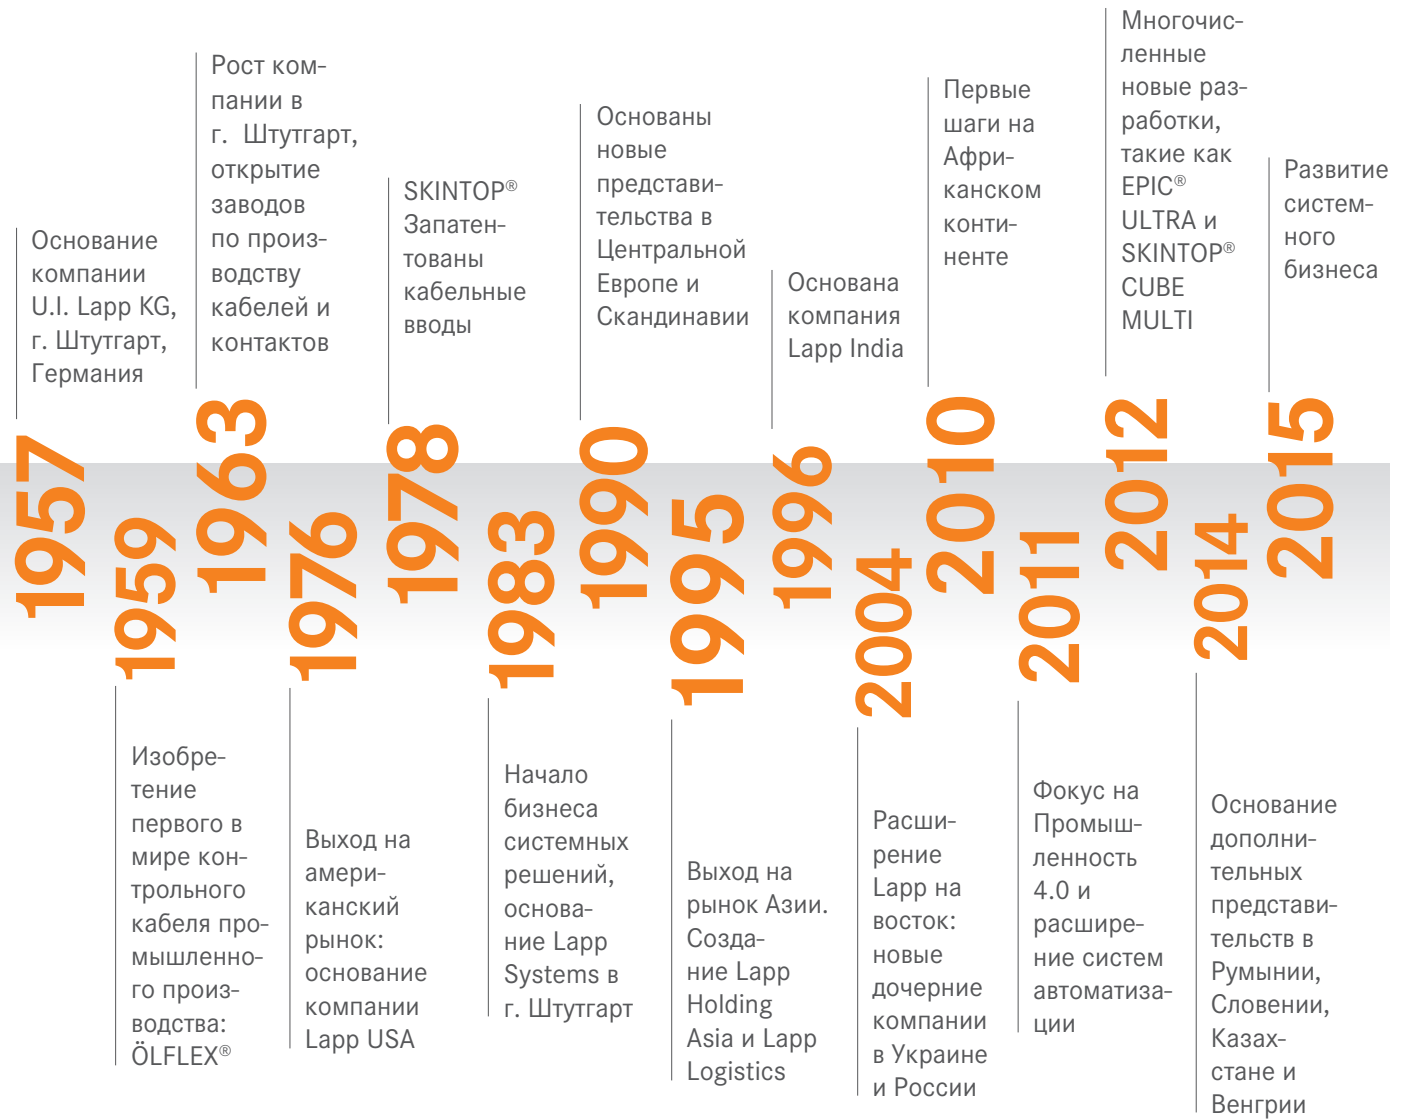 Основание
компании
U.I. Lapp KG,
г. Штутгарт,
Германия
1957
1959
Изобре-
тение
первого в
мире кон-
трольного
кабеля про-
мышленно-
го произ-
водства:
ÖLFLEX®
Рост ком-
пании в
г. Штутгарт,
открытие
заводов
по произ-
водству
кабелей и
контактов
1963
1976
Выход на
амери-
канский
рынок:
основание
компании
Lapp USA
SKINTOP®
Запатен-
тованы
кабельные
вводы
1978
1983
Начало
бизнеса
системных
решений,
основа-
ние Lapp
Systems в
г. Штутгарт
Основаны
новые
представи-
тельства в
Центральной
Европе и
Скандинавии
1990
1995
Выход на
рынок Азии.
Созда-
ние Lapp
Holding
Asia и Lapp
Logistics
Основана
компания
Lapp India
1996
2004
Расши-
рение
Lapp на
восток:
новые
дочерние
компании
в Украине
и России
Первые
шаги на
Афри-
канском
конти-
ненте
2010
2011
Фокус на
Промыш-
ленность
4.0 и
расшире-
ние систем
автоматиза-
ции
Многочис-
ленные
новые раз-
работки,
такие как
EPIC®
ULTRA и
SKINTOP®
CUBE
MULTI
2012
2014
Основание
дополни-
тельных
представи-
тельств в
Румынии,
Словении,
Казах-
стане и
Венгрии
Развитие
систем-
ного
бизнеса
2015